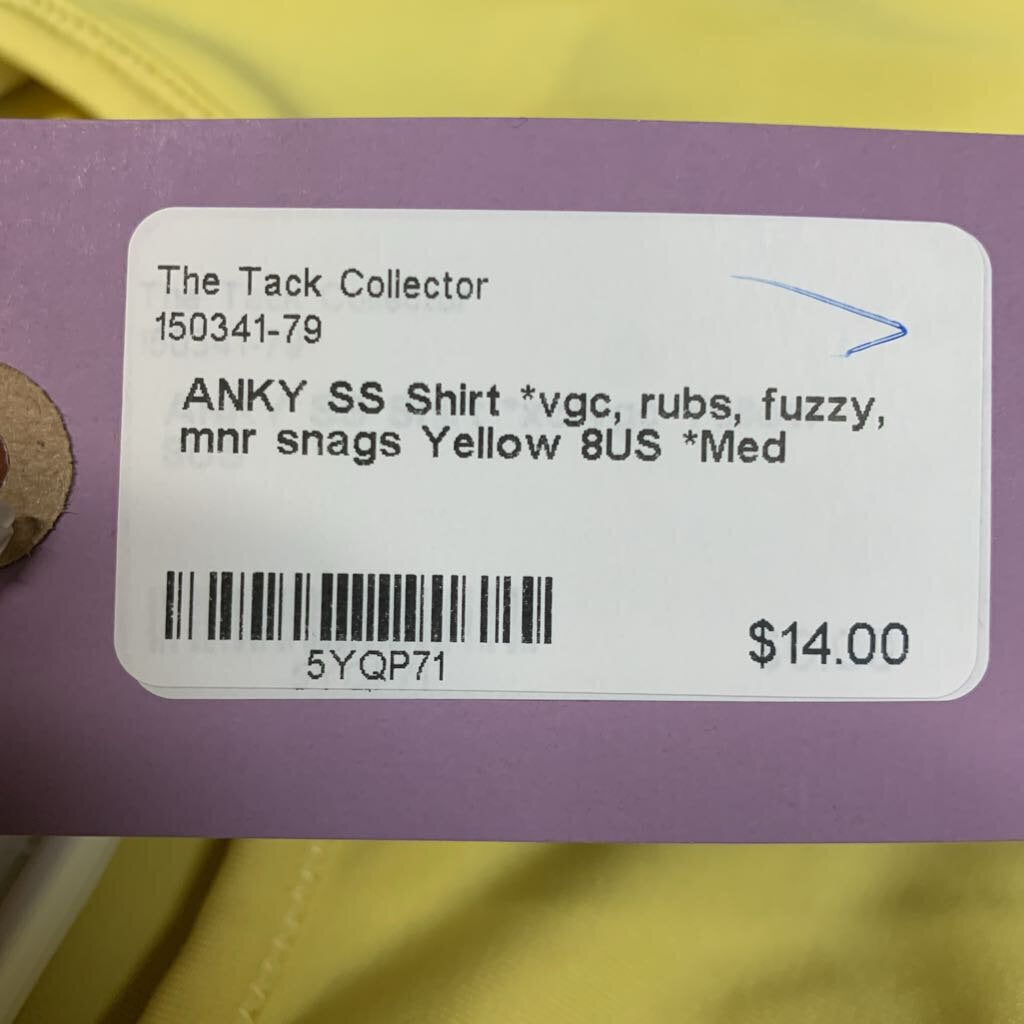 The Tack Collector
150341-79
ANKY SS Shirt *vgc, rubs, fuzzy,
mnr snags Yellow 8US *Med
5YQP71
$14.00